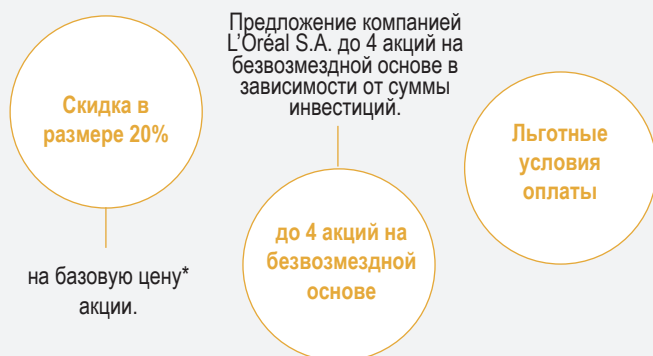 Скидка в
размере 20%
на базовую цену*
акции.
Предложение компанией
L’Oréal S.A. до 4 акций на
безвозмездной основе в
зависимости от суммы
инвестиций.
до 4 акций на
безвозмездной
основе
Льготные
условия
оплаты